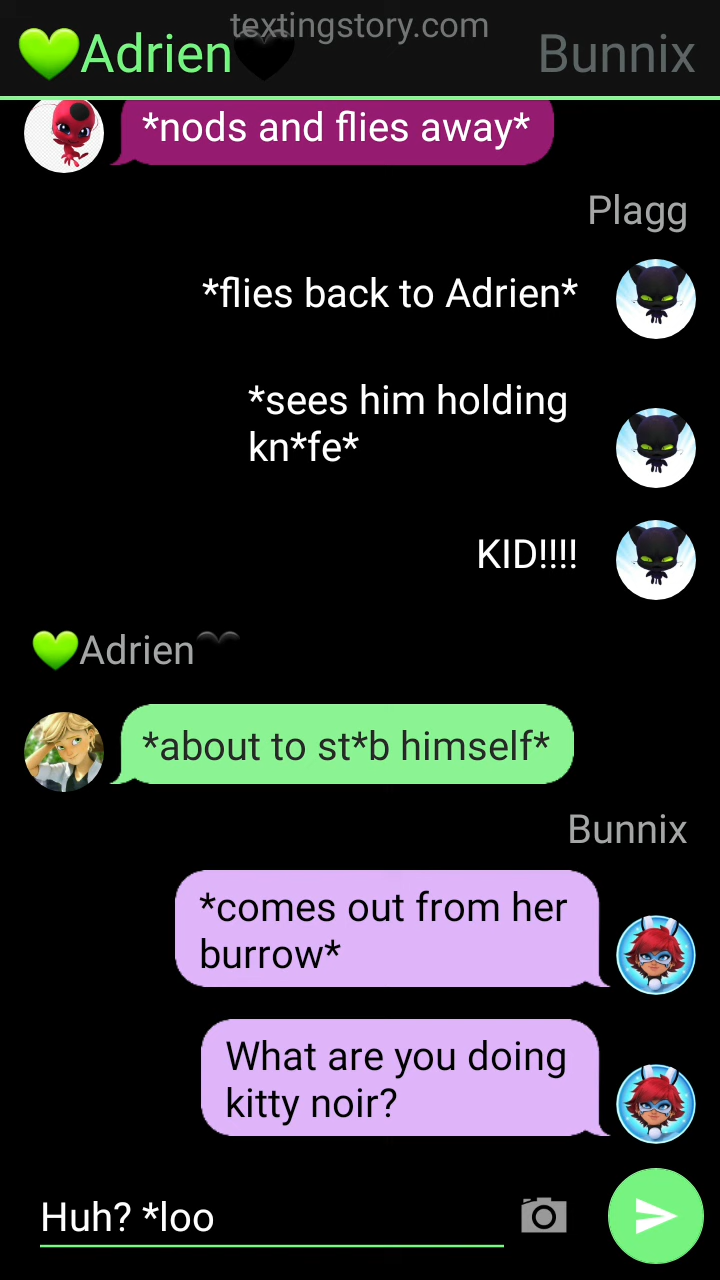 textingstory.com
💚Adrien🖤
Bunnix
*nods and flies away*
Plagg
*flies back to Adrien*
*sees him holding
kn*fe*
KID!!!!
💚Adrien🖤
*about to st*b himself*
Bunnix
*comes out from her
burrow*
What are you doing
kitty noir?
Huh? *loo